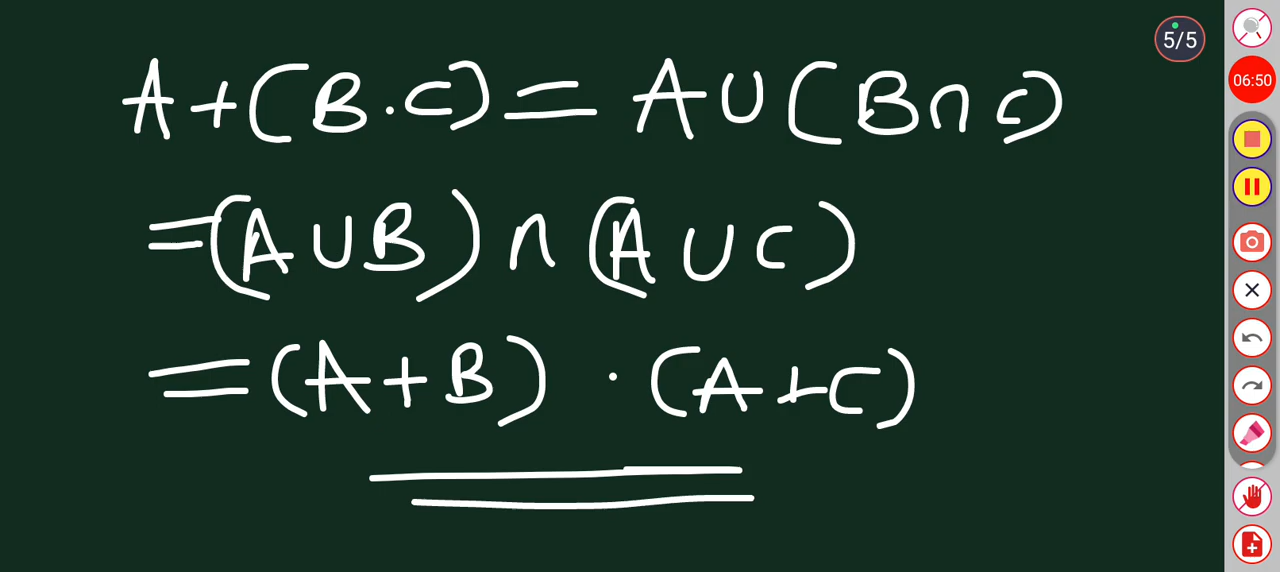 5/5
06:50
A+(B.C)=A∪(B∩C)
=(A∪B)∩(A∪C)
=(A+B).(A+C)